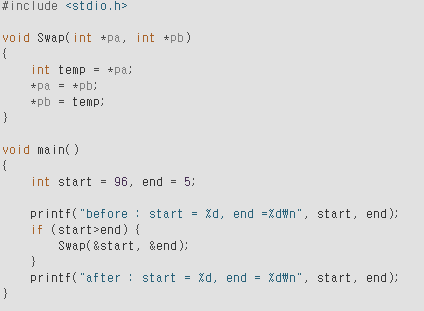 #include <stdio.h>
void Swap(int *pa, int *pb)
{
int temp = *pa;
*pa = *pb;
*pb = temp;
}
void main()
{
int start = 96, end = 5;
printf("before : start = %d, end =%d₩n", start, end);
if (start>end) {
Swap(&start, &end);
}
printf("after : start = %d, end = %d₩n", start, end);
}